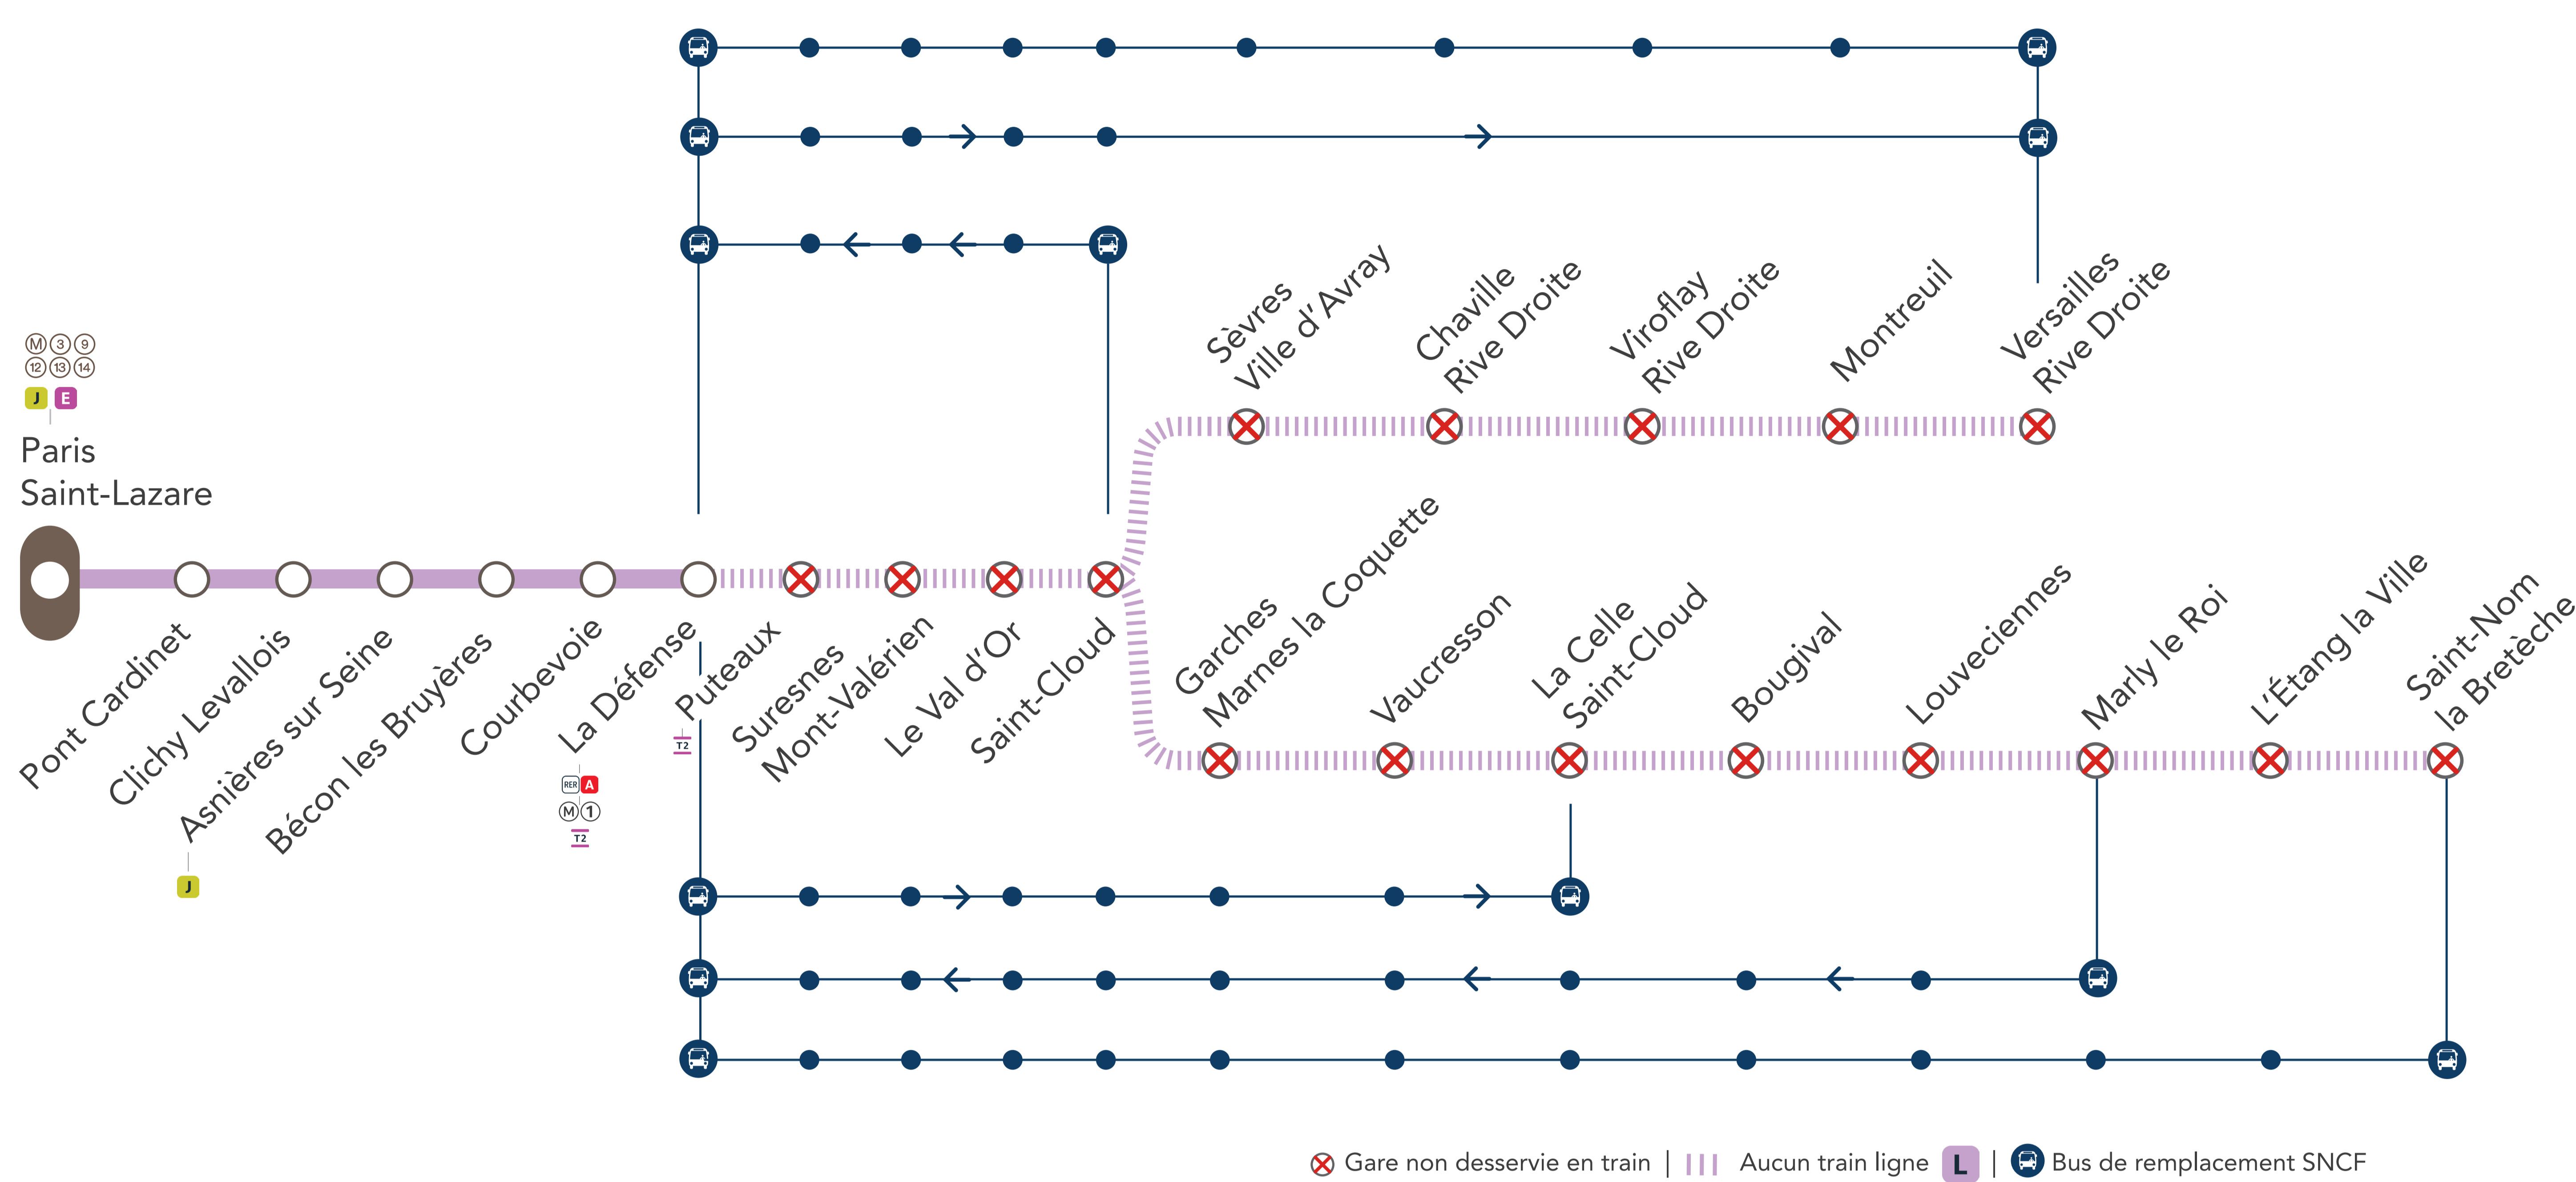 Sèvres
Ville d'Avray
Chaville
Rive Droite
Viroflay
Rive Droite
Montreuil
Versailles
Rive Droite
M 3 9
12 13 14
J E
Paris
Saint-Lazare
Pont Cardinet
Clichy Levalllois
Asnières sur Seine
J
Bécon les Bruyères
Courbevoie
La Défense
RER A
M 1
T2
Puteaux
T2
Suresnes
Mont-Valérien
Le Val d'Or
Saint-Cloud
Garches
Marnes la Coquette
Vaucresson
La Celle
Saint-Cloud
Bougival
Louveciennes
Marly le Roi
L'Étang la Ville
Saint-Nom
la Bretèche
Gare non desservie en train | Aucun train ligne L | Bus de remplacement SNCF